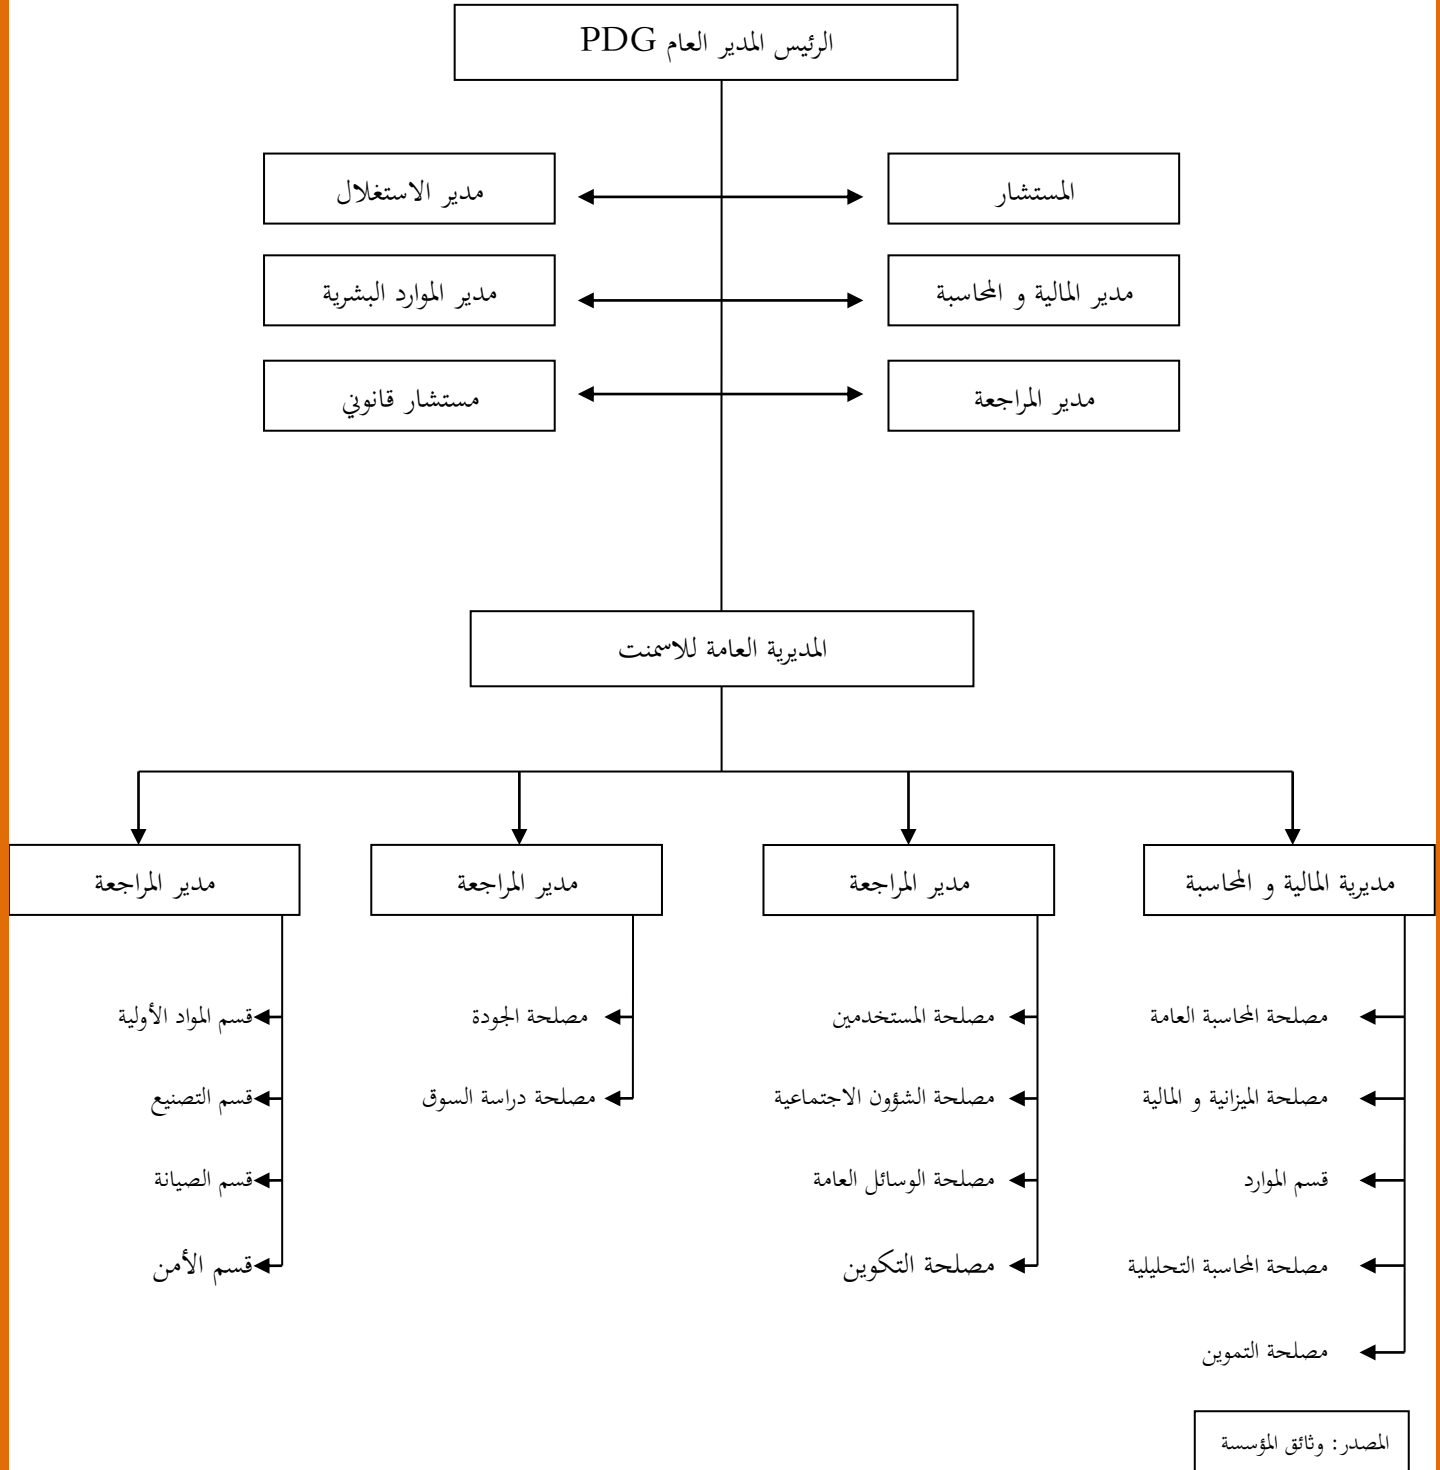 الرئيس المدير العام PDG
المستشار
مدير الاستغلال
مدير المالية و المحاسبة
مدير الموارد البشرية
مدير المراجعة
مستشار قانوني
المديرية العامة للاسمنت
مديرية المالية و المحاسبة
مدير المراجعة
مدير المراجعة
مدير المراجعة
مصلحة المحاسبة العامة
مصلحة المستخدمين
مصلحة الجودة
قسم المواد الأولية
مصلحة الميزانية و المالية
مصلحة الشؤون الاجتماعية
مصلحة دراسة السوق
قسم التصنيع
قسم الموارد
مصلحة الوسائل العامة
قسم الصيانة
مصلحة المحاسبة التحليلية
مصلحة التكوين
قسم الأمن
مصلحة التموين
المصدر: وثائق المؤسسة